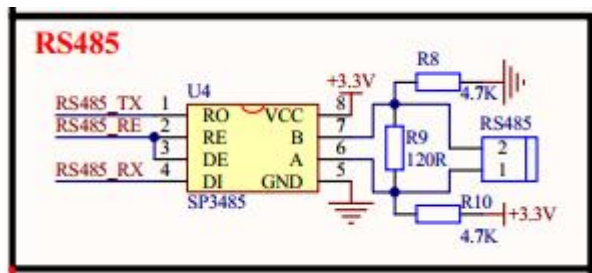 RS485
U4
RS485_TX 1 RO VCC 8 +3.3V
RS485_RE 2 RE B 7
3 DE A 6
RS485_RX 4 DI GND 5
SP3485
R8
4.7K
R9
120R
RS485
2
1
R10
4.7K
+3.3V